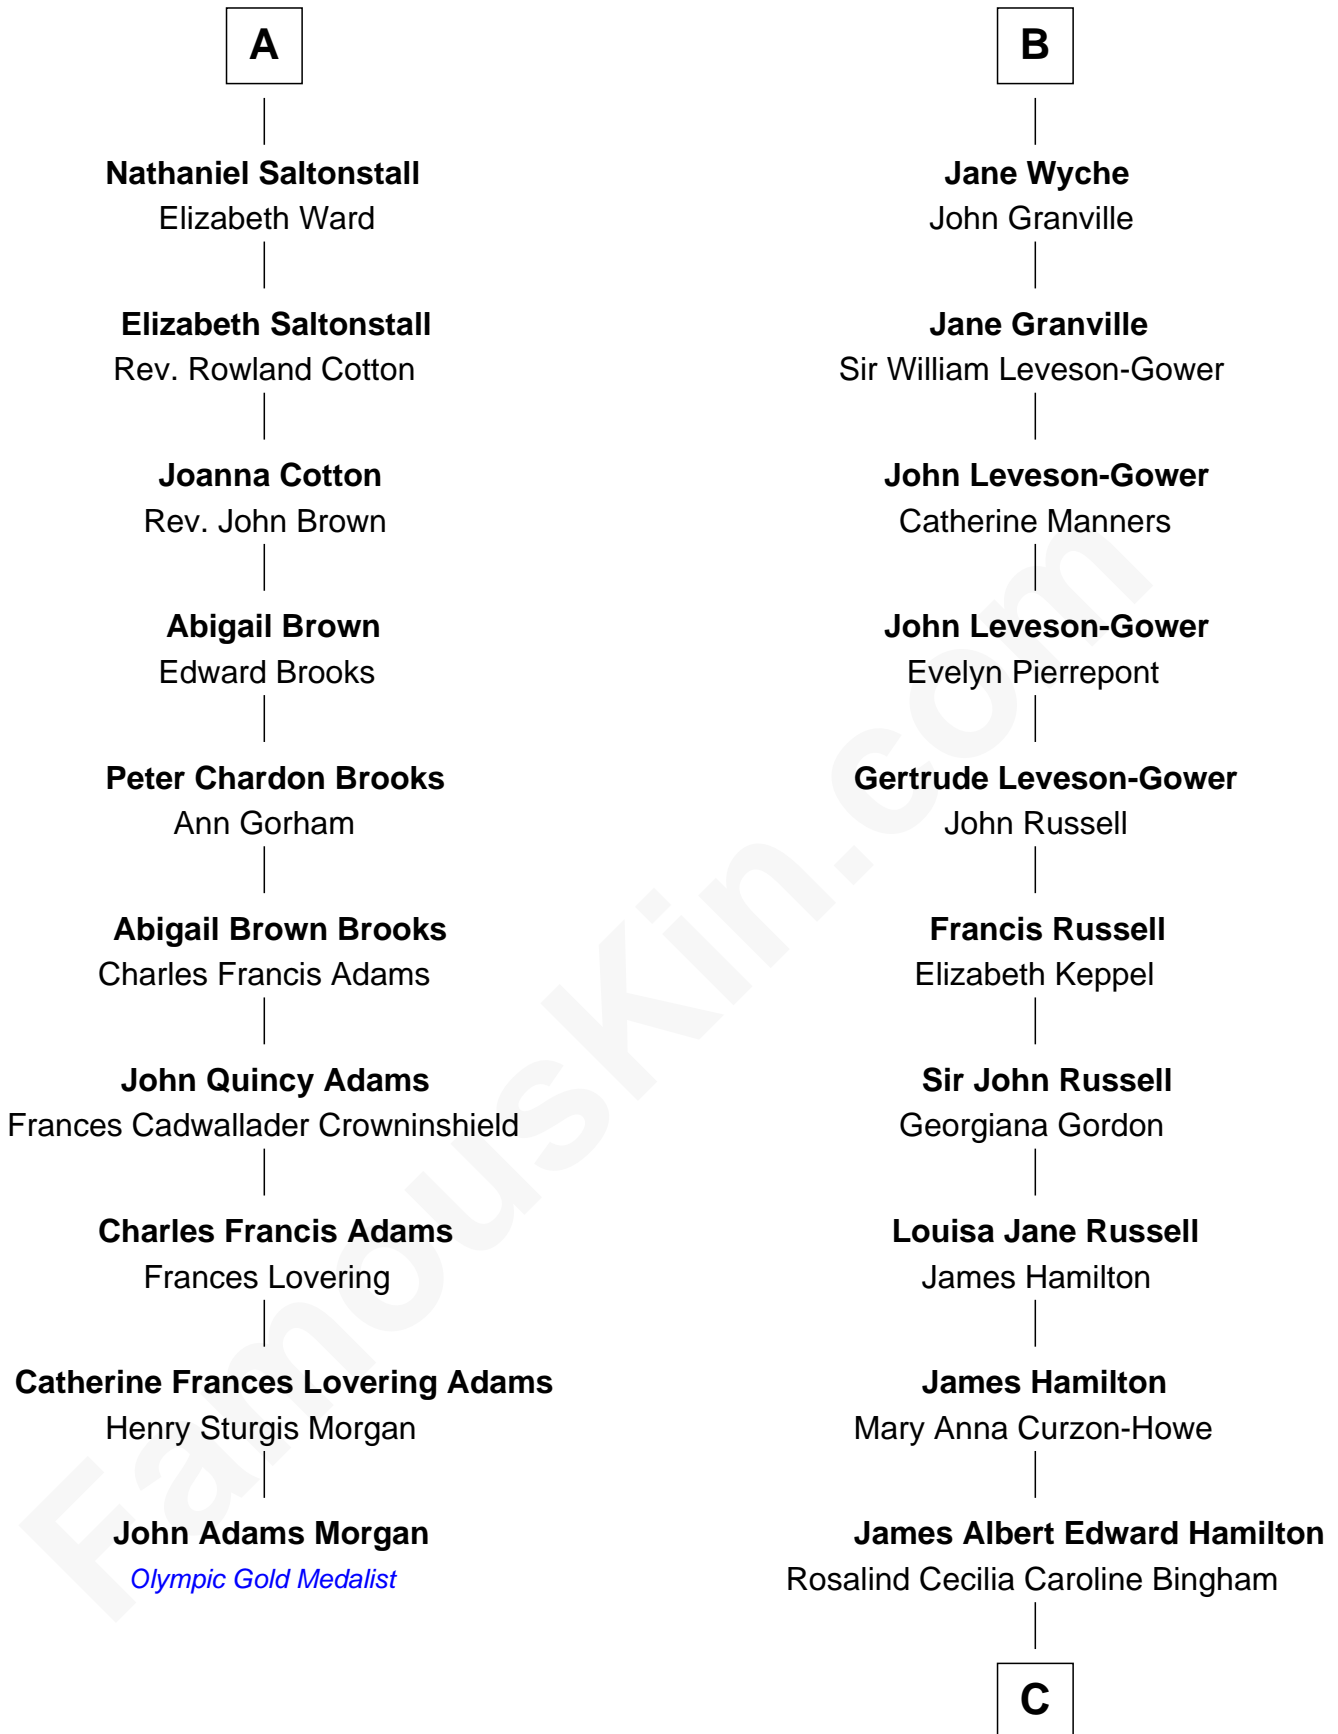 A
Nathaniel Saltonstall
Elizabeth Ward
Elizabeth Saltonstall
Rev. Rowland Cotton
Joanna Cotton
Rev. John Brown
Abigail Brown
Edward Brooks
Peter Chardon Brooks
Ann Gorham
Abigail Brown Brooks
Charles Francis Adams
John Quincy Adams
Frances Cadwallader Crowninshield
Charles Francis Adams
Frances Lovering
Catherine Frances Lovering Adams
Henry Sturgis Morgan
John Adams Morgan
Olympic Gold Medalist
B
Jane Wyche
John Granville
Jane Granville
Sir William Leveson-Gower
John Leveson-Gower
Catherine Manners
John Leveson-Gower
Evelyn Pierrepont
Gertrude Leveson-Gower
John Russell
Francis Russell
Elizabeth Keppel
Sir John Russell
Georgiana Gordon
Louisa Jane Russell
James Hamilton
James Hamilton
Mary Anna Curzon-Howe
James Albert Edward Hamilton
Rosalind Cecilia Caroline Bingham
C
FamousKin.com